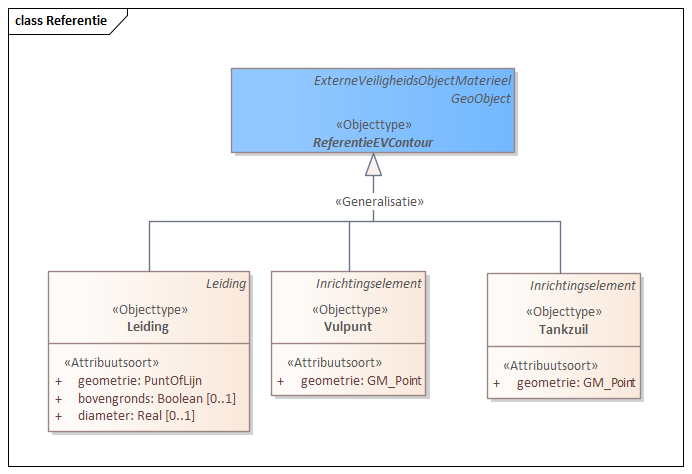 class Referentie
ExterneVeiligheidsObjectMaterieel
GeoObject
«Objecttype»
ReferentieEVContour
«Generalisatie»
Leiding
«Objecttype»
Leiding
«Attribuutsoort»
+ geometrie: PuntOfLijn
+ bovengronds: Boolean [0..1]
+ diameter: Real [0..1]
Inrichtingselement
«Objecttype»
Vulpunt
«Attribuutsoort»
+ geometrie: GM_Point
Inrichtingselement
«Objecttype»
Tankzuil
«Attribuutsoort»
+ geometrie: GM_Point